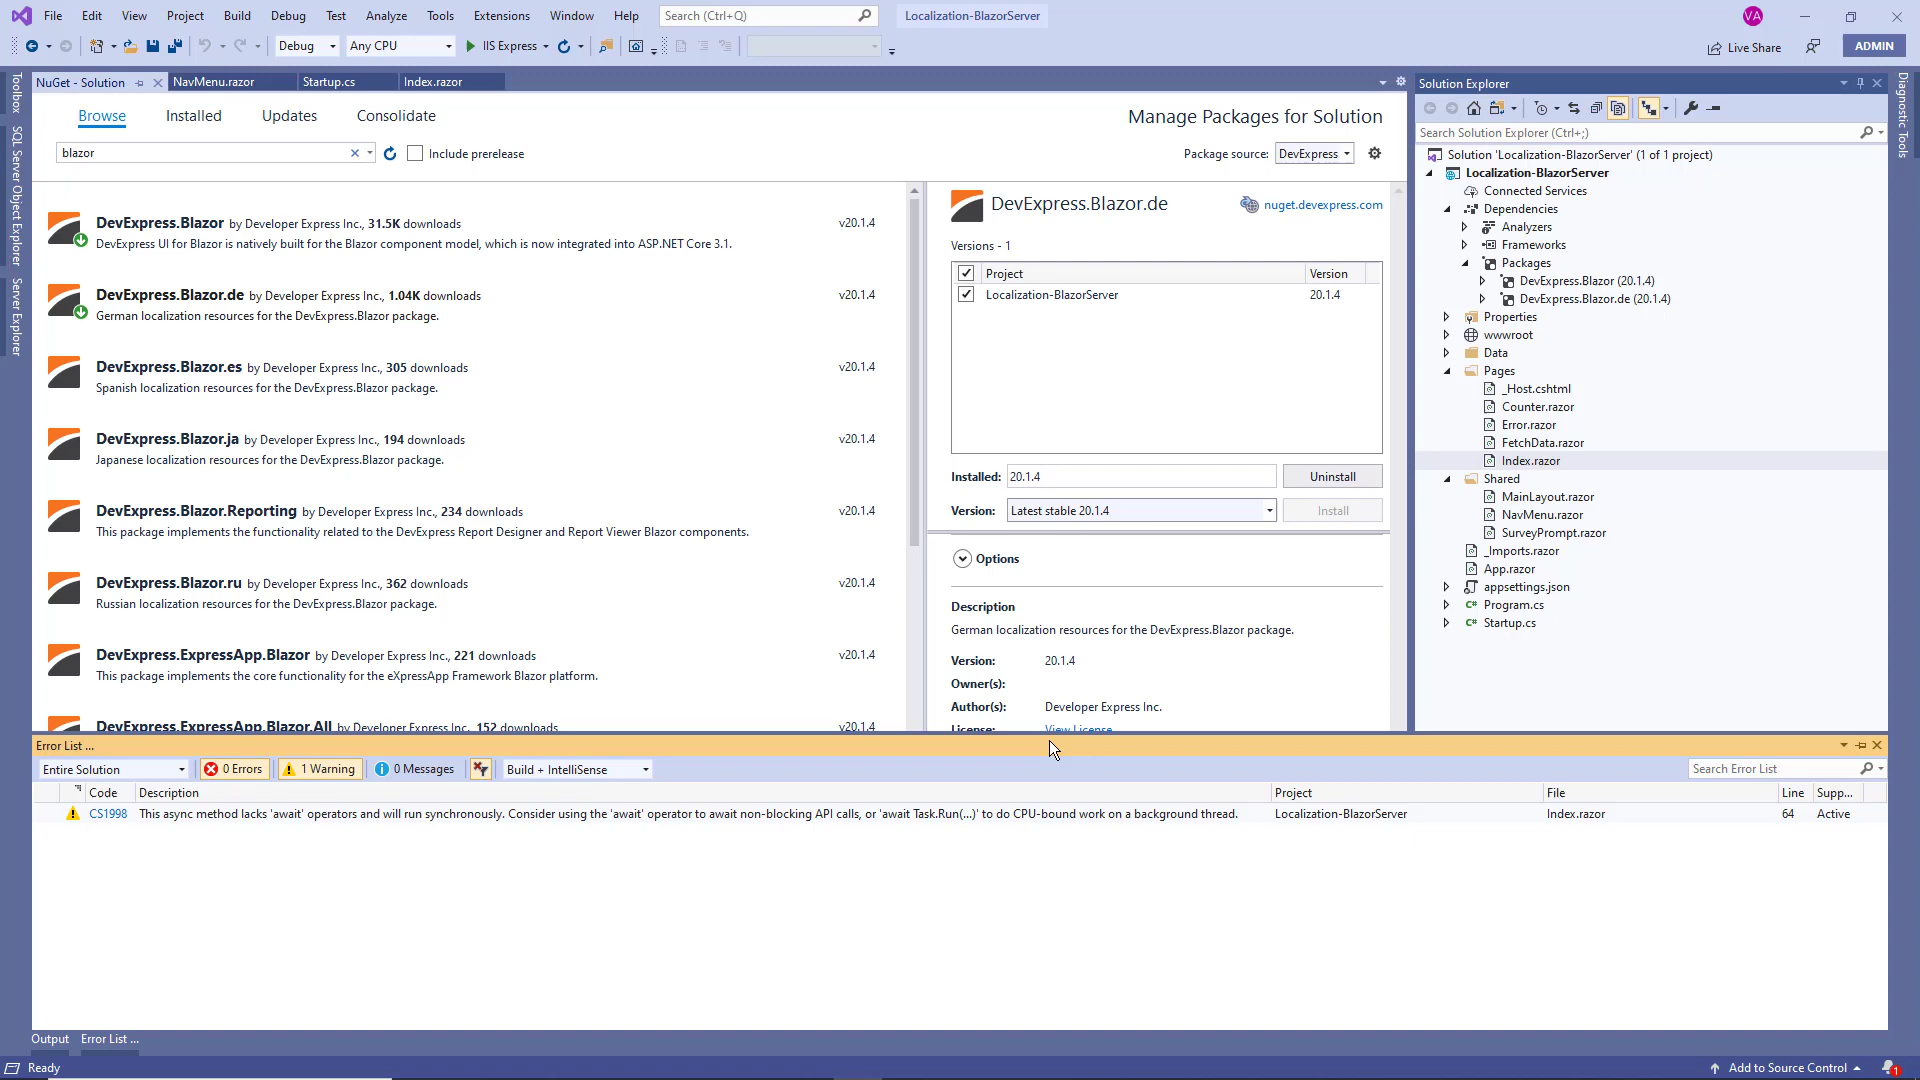 File Edit View Project Build Debug Test Analyze Tools Extensions Window Help Search (Ctrl+Q) Localization-BlazorServer VA
Debug Any CPU IIS Express Live Share ADMIN
NuGet - Solution NavMenu.razor Startup.cs Index.razor
Toolbox
SQL Server Object Explorer
Server Explorer
Browse Installed Updates Consolidate Manage Packages for Solution
blazor Include prerelease Package source: DevExpress
DevExpress.Blazor by Developer Express Inc., 31.5K downloads v20.1.4
DevExpress UI for Blazor is natively built for the Blazor component model, which is now integrated into ASP.NET Core 3.1.
DevExpress.Blazor.de by Developer Express Inc., 1.04K downloads v20.1.4
German localization resources for the DevExpress.Blazor package.
DevExpress.Blazor.es by Developer Express Inc., 305 downloads v20.1.4
Spanish localization resources for the DevExpress.Blazor package.
DevExpress.Blazor.ja by Developer Express Inc., 194 downloads v20.1.4
Japanese localization resources for the DevExpress.Blazor package.
DevExpress.Blazor.Reporting by Developer Express Inc., 234 downloads v20.1.4
This package implements the functionality related to the DevExpress Report Designer and Report Viewer Blazor components.
DevExpress.Blazor.ru by Developer Express Inc., 362 downloads v20.1.4
Russian localization resources for the DevExpress.Blazor package.
DevExpress.ExpressApp.Blazor by Developer Express Inc., 221 downloads v20.1.4
This package implements the core functionality for the eXpressApp Framework Blazor platform.
DevExpress.ExpressApp.Blazor.All by Developer Express Inc., 152 downloads v20.1.4
DevExpress.Blazor.de nuget.devexpress.com
Versions - 1
Project Version
Localization-BlazorServer 20.1.4
Installed: 20.1.4 Uninstall
Version: Latest stable 20.1.4 Install
Options
Description
German localization resources for the DevExpress.Blazor package.
Version: 20.1.4
Owner(s):
Author(s): Developer Express Inc.
License: View License
Solution Explorer
Search Solution Explorer (Ctrl+;)
Solution 'Localization-BlazorServer' (1 of 1 project)
Localization-BlazorServer
Connected Services
Dependencies
Analyzers
Frameworks
Packages
DevExpress.Blazor (20.1.4)
DevExpress.Blazor.de (20.1.4)
Properties
wwwroot
Data
Pages
_Host.cshtml
Counter.razor
Error.razor
FetchData.razor
Index.razor
Shared
MainLayout.razor
NavMenu.razor
SurveyPrompt.razor
_Imports.razor
App.razor
appsettings.json
C# Program.cs
C# Startup.cs
Diagnostic Tools
Error List ...
Entire Solution 0 Errors 1 Warning 0 Messages Build + IntelliSense Search Error List
Code Description Project File Line Supp...
CS1998 This async method lacks 'await' operators and will run synchronously. Consider using the 'await' operator to await non-blocking API calls, or 'await Task.Run(...)' to do CPU-bound work on a background thread. Localization-BlazorServer Index.razor 64 Active
Output Error List ...
Ready Add to Source Control 1